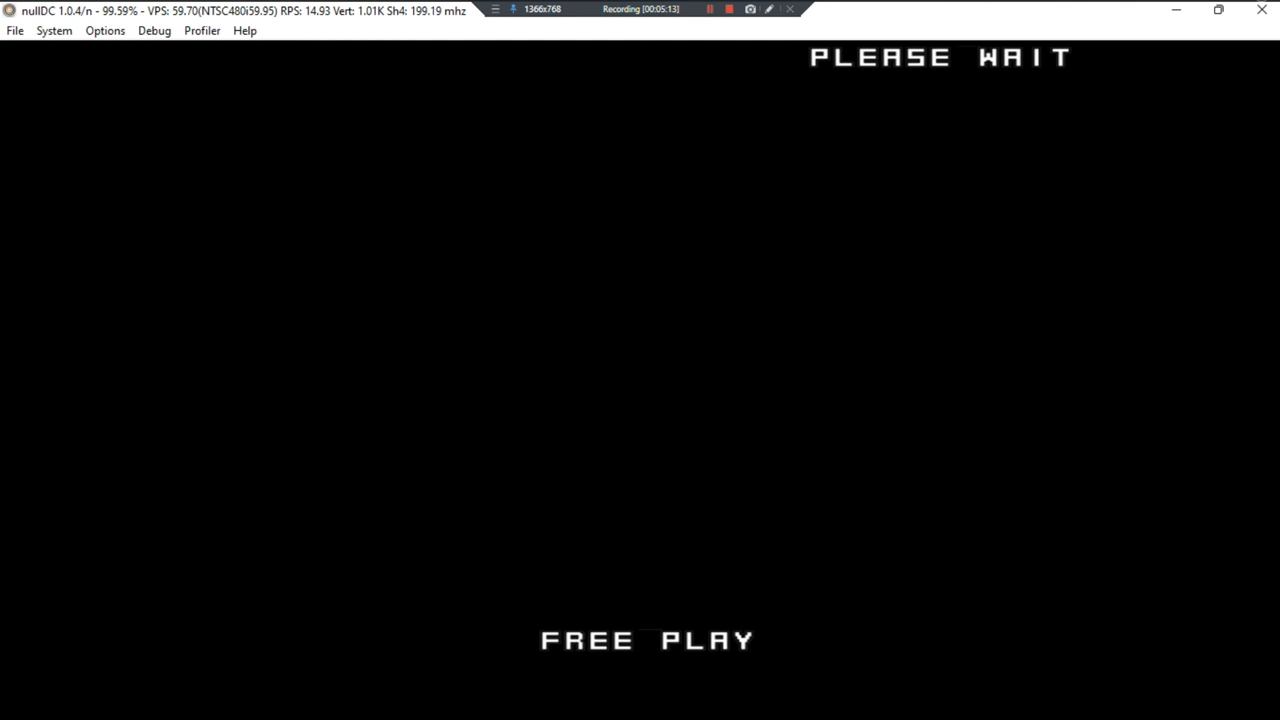 nullDC 1.0.4/n - 99.59% - VPS: 59.70(NTSC480i59.95) RPS: 14.93 Vert: 1.01K Sh4: 199.19 mhz
1366x768 Recording [00:05:13]
File System Options Debug Profiler Help
PLEASE WAIT
FREE PLAY